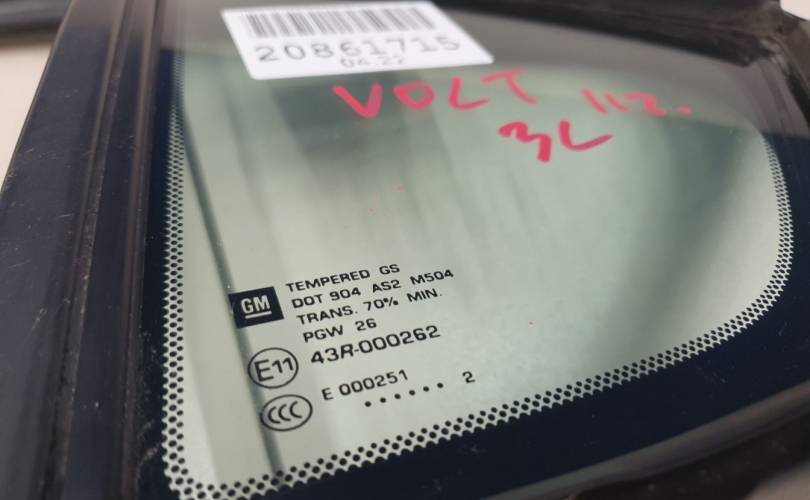 20861715
04.22
VOLT
3L
GM
TEMPERED GS
DOT 904 AS2 M504
TRANS. 70% MIN.
PGW 26
E11 43R-000262
CCC E 000251
...... 2